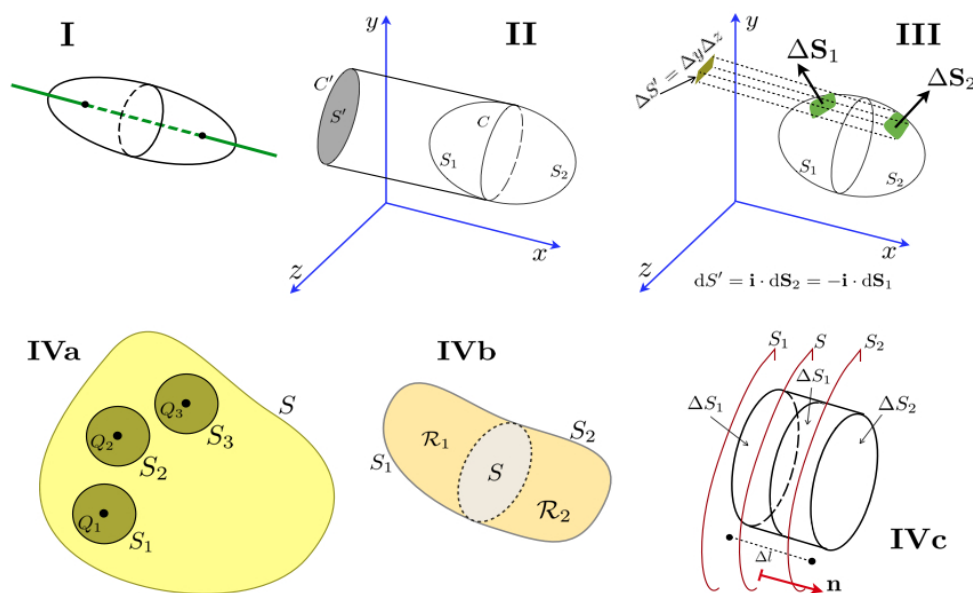 I
II
III
y
C'
S'
C
S₁
S₂
x
z
y
ΔS' = ΔyΔz
ΔS₁
ΔS₂
S₁
S₂
x
z
dS' = i · dS₂ = −i · dS₁
IVa
Q₃
S₃
S
Q₂
S₂
Q₁
S₁
IVb
S₁
R₁
S
S₂
R₂
S₁
S
S₂
ΔS₁
ΔS₁
ΔS₂
Δl
n
IVc